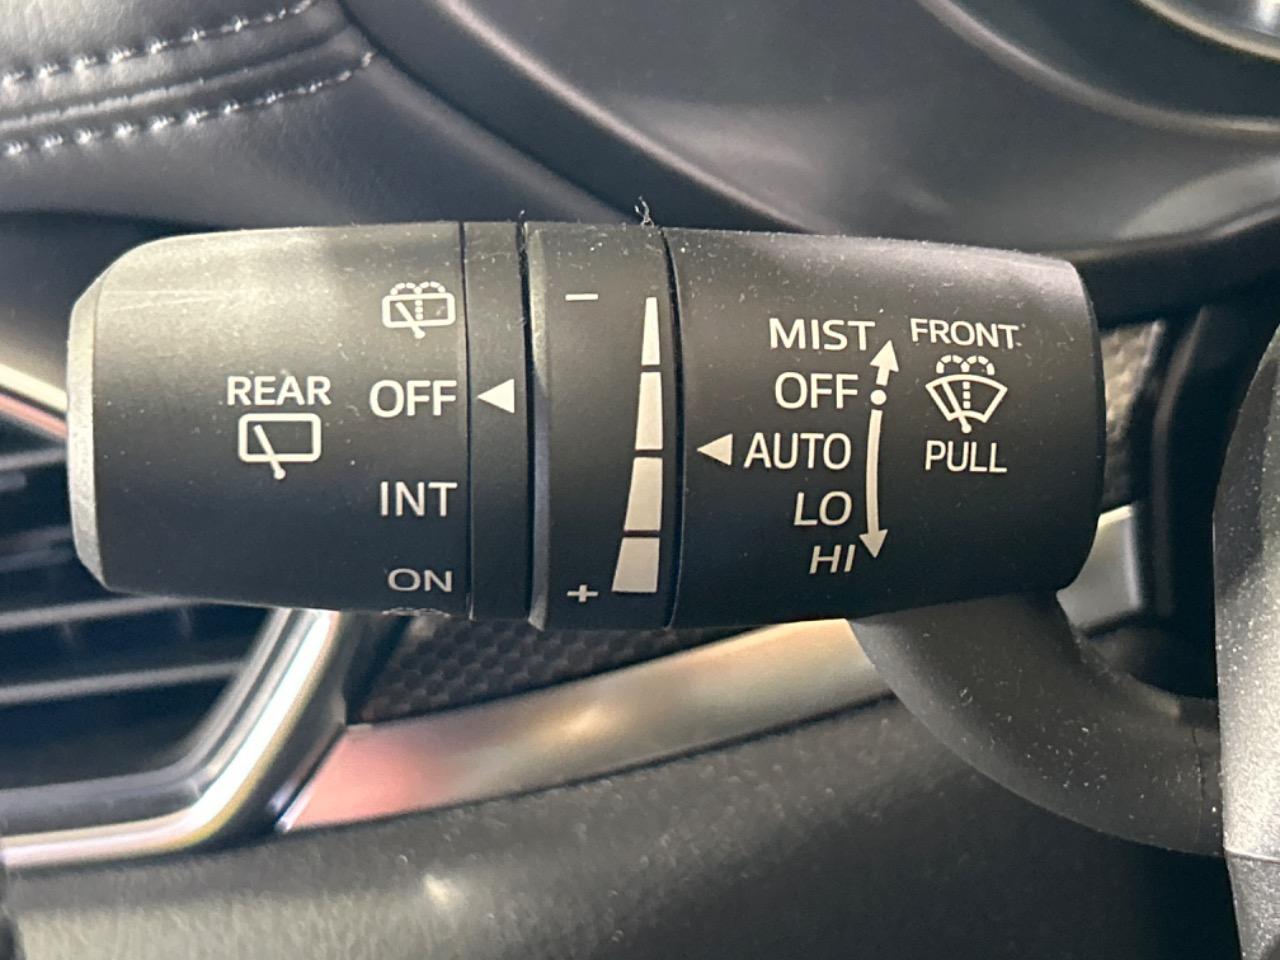 REAR
OFF
INT
ON
−
+
MIST
OFF
AUTO
LO
HI
FRONT
PULL